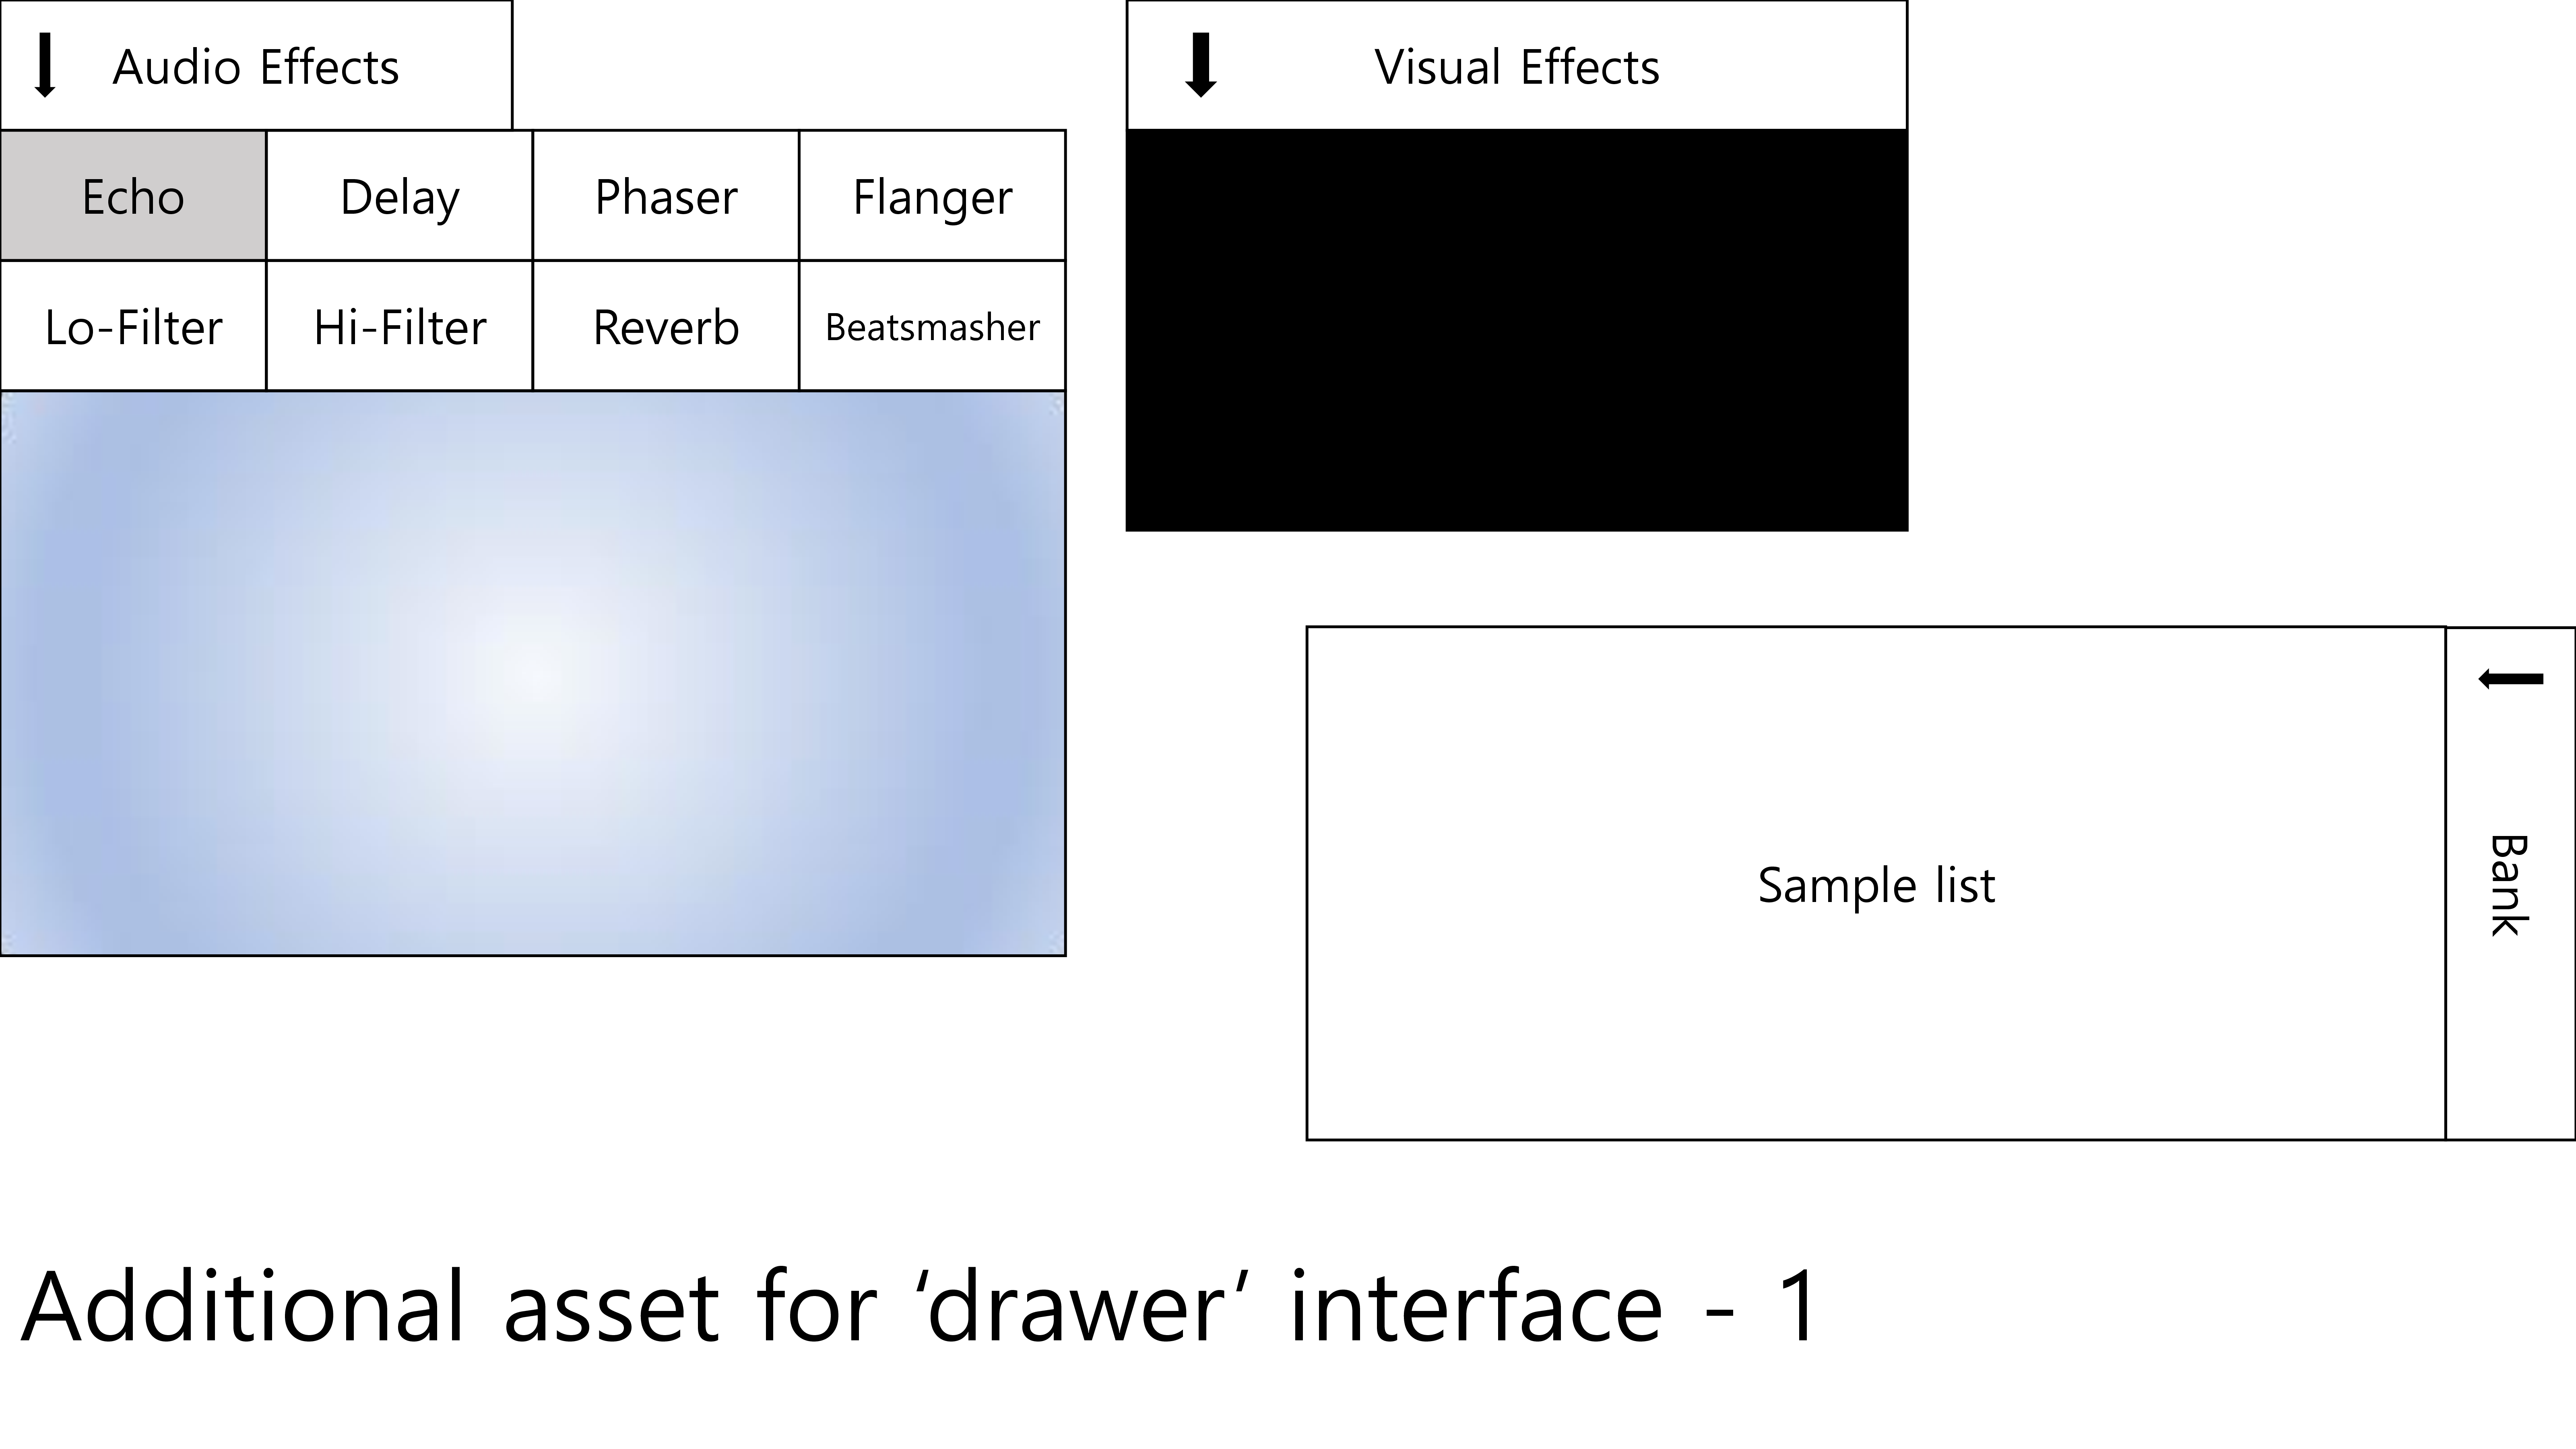 Audio Effects
Visual Effects
Echo
Delay
Phaser
Flanger
Lo-Filter
Hi-Filter
Reverb
Beatsmasher
Sample list
Bank
Additional asset for ‘drawer’ interface - 1